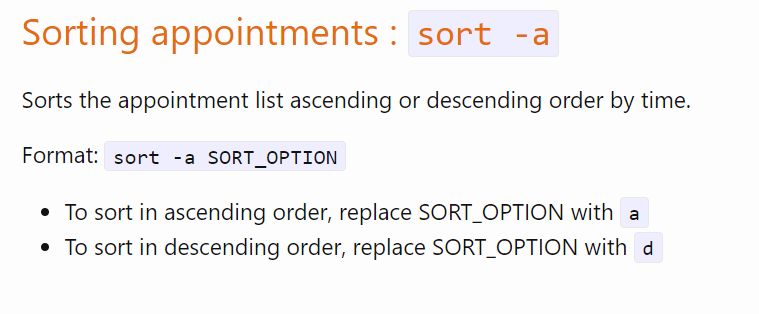 Sorting appointments : sort -a
Sorts the appointment list ascending or descending order by time.
Format: sort -a SORT_OPTION
• To sort in ascending order, replace SORT_OPTION with a
• To sort in descending order, replace SORT_OPTION with d